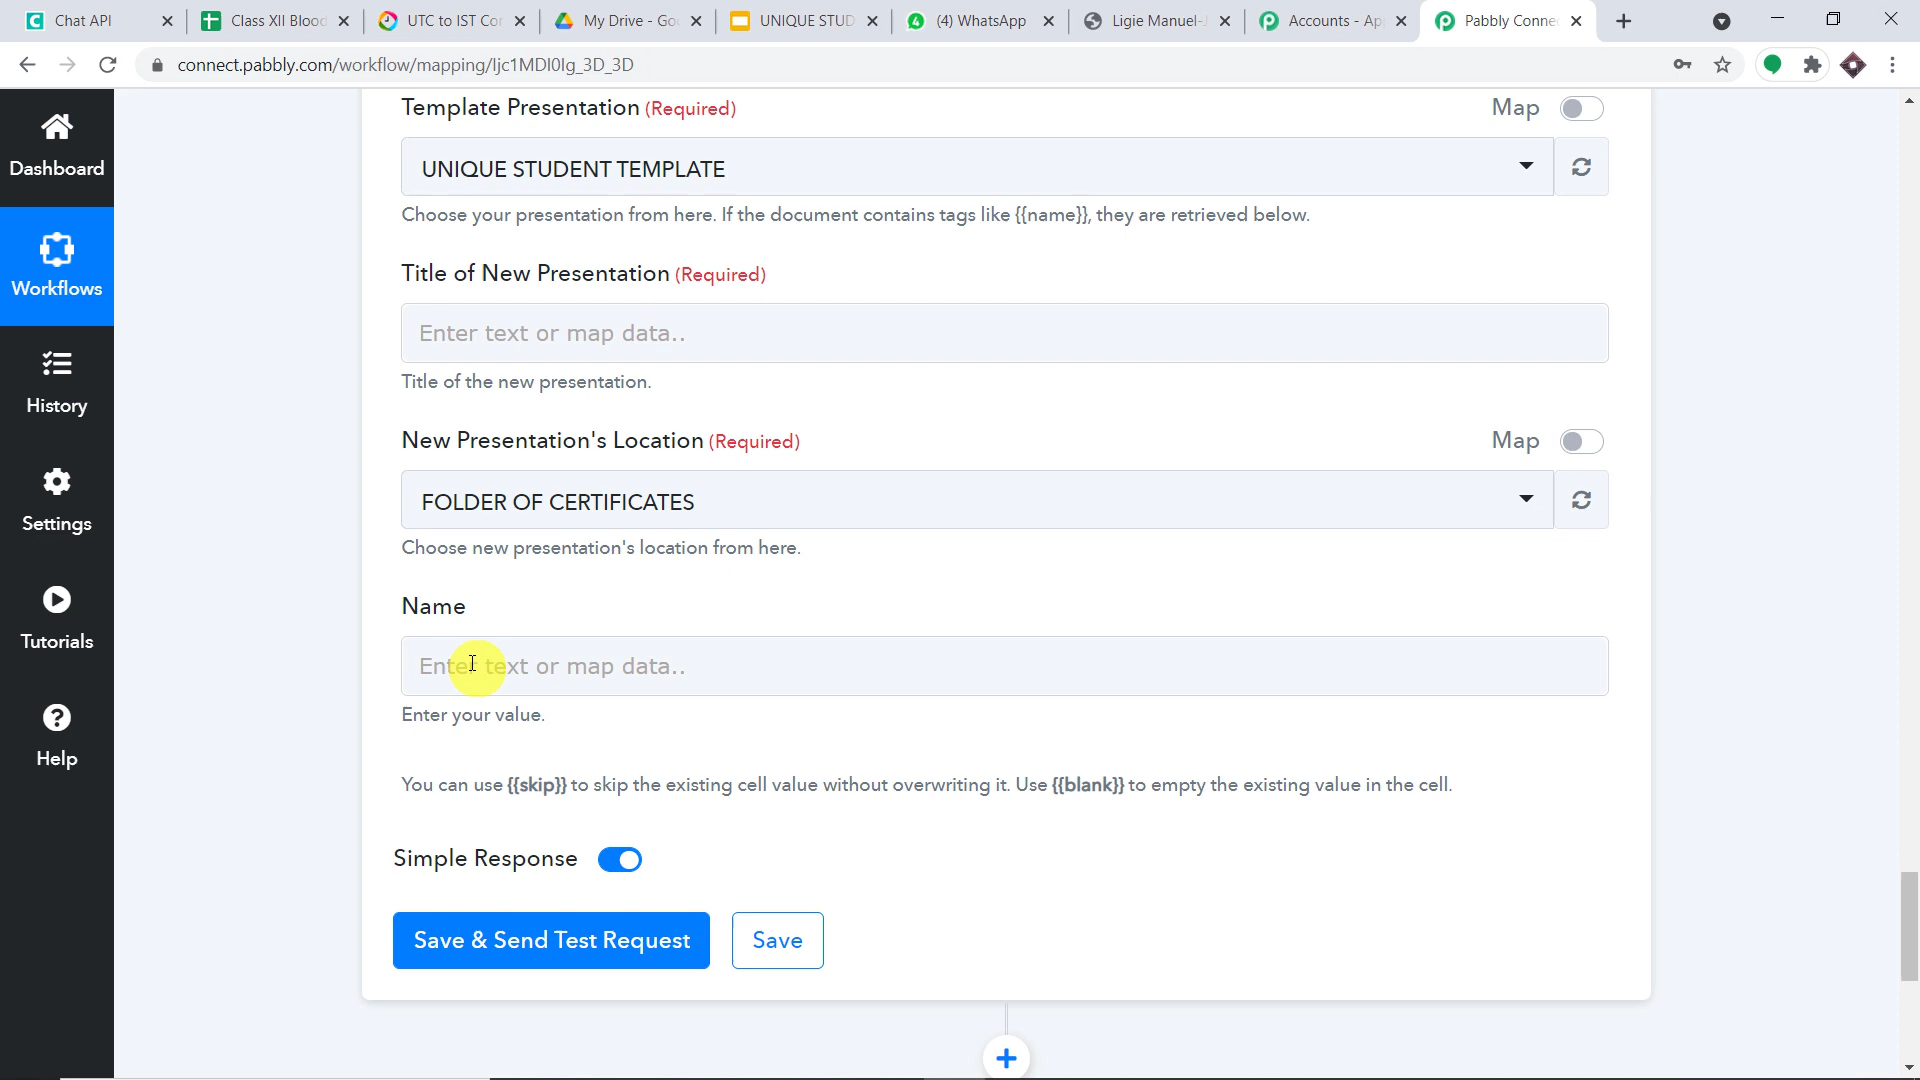 Chat API
Class XII Blood
UTC to IST Cor
My Drive - Goo
UNIQUE STUD
(4) WhatsApp
Ligie Manuel-J
Accounts - Ap
Pabbly Connec
connect.pabbly.com/workflow/mapping/Ijc1MDI0Ig_3D_3D
Dashboard
Workflows
History
Settings
Tutorials
Help
Template Presentation (Required)
Map
UNIQUE STUDENT TEMPLATE
Choose your presentation from here. If the document contains tags like {{name}}, they are retrieved below.
Title of New Presentation (Required)
Enter text or map data..
Title of the new presentation.
New Presentation's Location (Required)
Map
FOLDER OF CERTIFICATES
Choose new presentation's location from here.
Name
Enter text or map data..
Enter your value.
You can use {{skip}} to skip the existing cell value without overwriting it. Use {{blank}} to empty the existing value in the cell.
Simple Response
Save & Send Test Request
Save